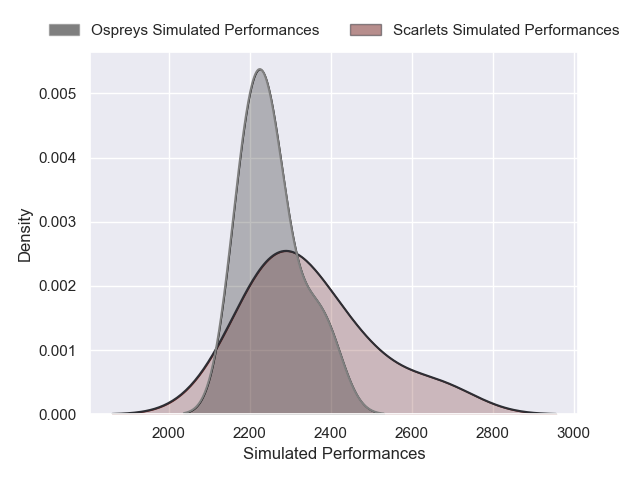 Ospreys Simulated Performances
Scarlets Simulated Performances
Density
0.005
0.004
0.003
0.002
0.001
0.000
2000 2200 2400 2600 2800 3000
Simulated Performances